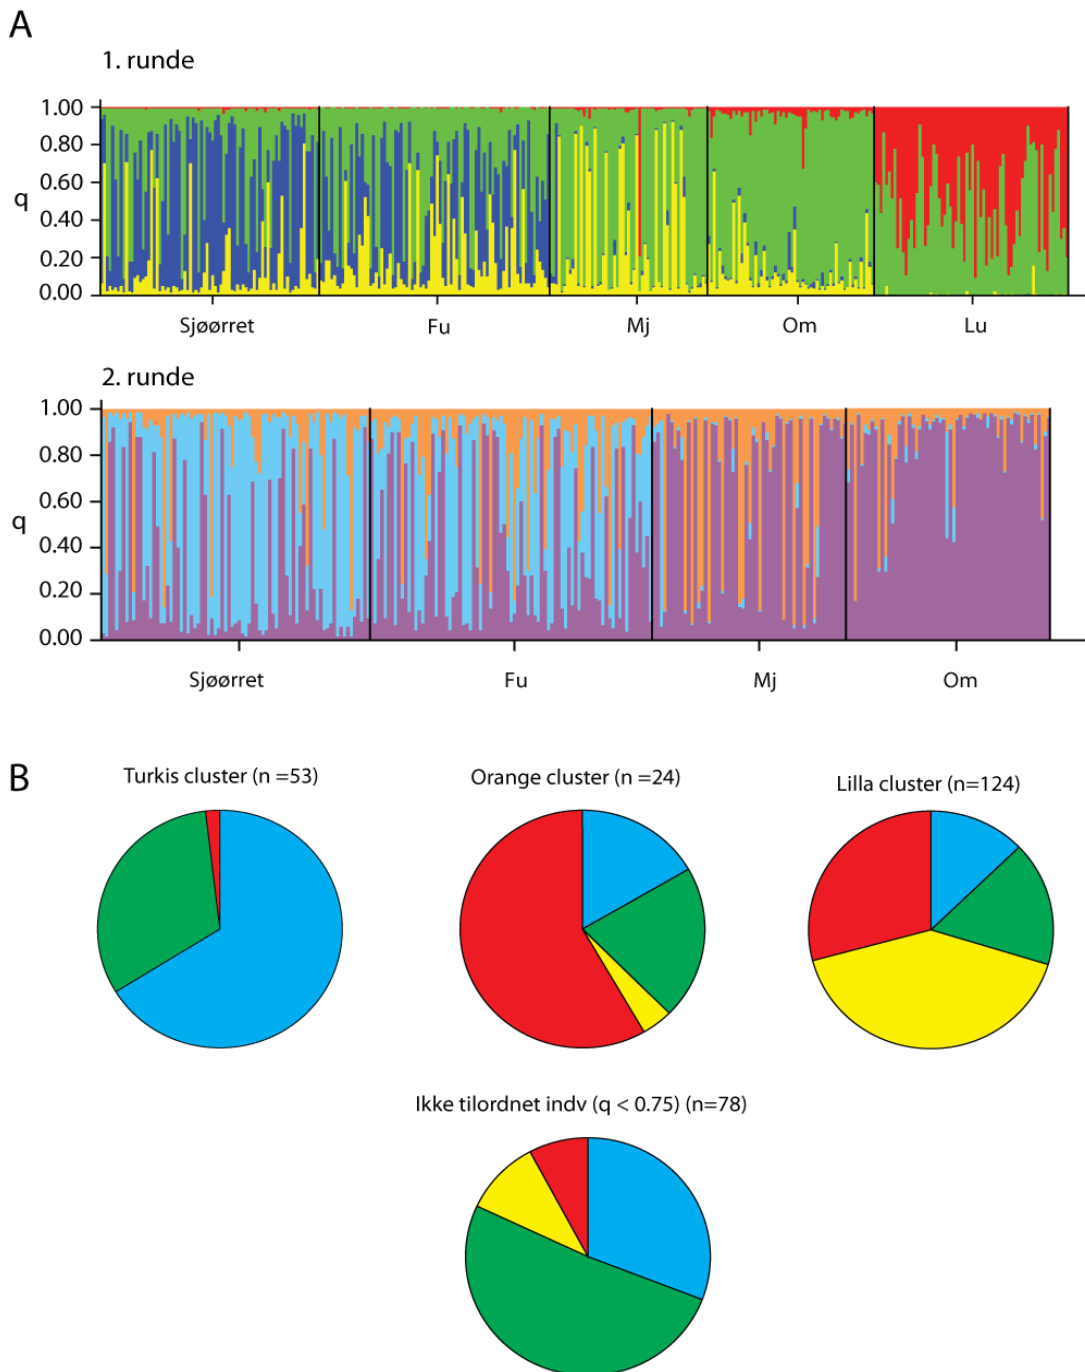 A
1. runde
1.00
0.80
0.60
q
0.40
0.20
0.00
Sjøørret Fu Mj Om Lu
2. runde
1.00
0.80
0.60
q
0.40
0.20
0.00
Sjøørret Fu Mj Om
B
Turkis cluster (n =53) Orange cluster (n =24) Lilla cluster (n=124)
Ikke tilordnet indv (q < 0.75) (n=78)